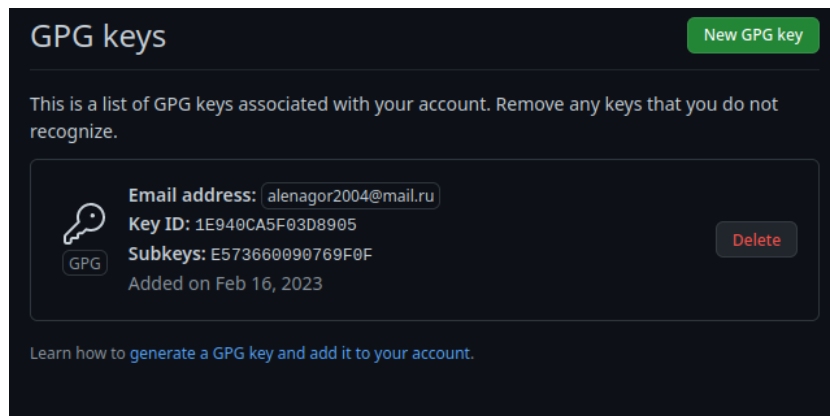 GPG keys
New GPG key
This is a list of GPG keys associated with your account. Remove any keys that you do not
recognize.
Email address: alenagor2004@mail.ru
Key ID: 1E940CA5F03D8905
Subkeys: E573660090769F0F
Added on Feb 16, 2023
GPG
Delete
Learn how to generate a GPG key and add it to your account.